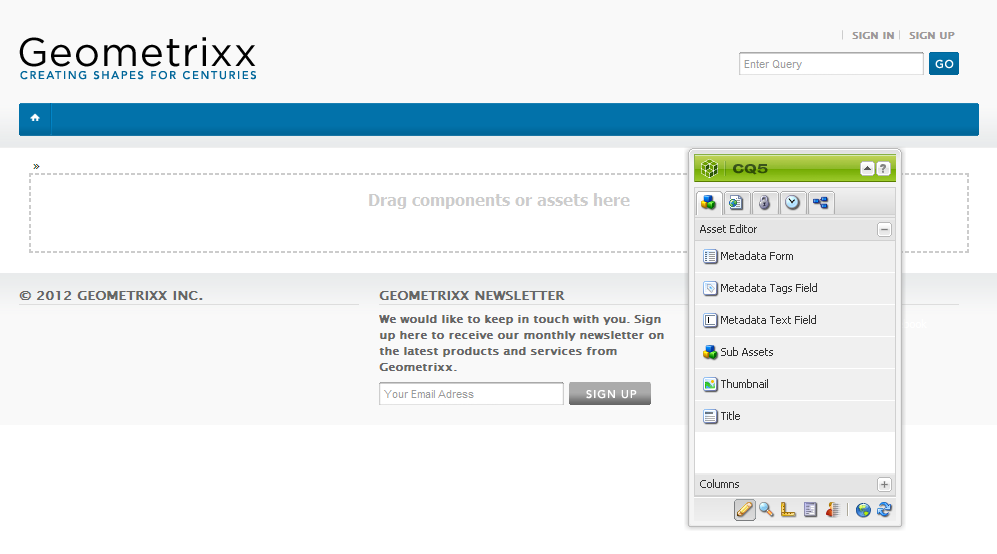 Geometrixx
CREATING SHAPES FOR CENTURIES
SIGN IN
SIGN UP
Enter Query
GO
»
Drag components or assets here
CQ5
?
Asset Editor
Metadata Form
Metadata Tags Field
Metadata Text Field
Sub Assets
Thumbnail
Title
Columns
© 2012 GEOMETRIXX INC.
GEOMETRIXX NEWSLETTER
We would like to keep in touch with you. Sign
up here to receive our monthly newsletter on
the latest products and services from
Geometrixx.
Your Email Adress
SIGN UP